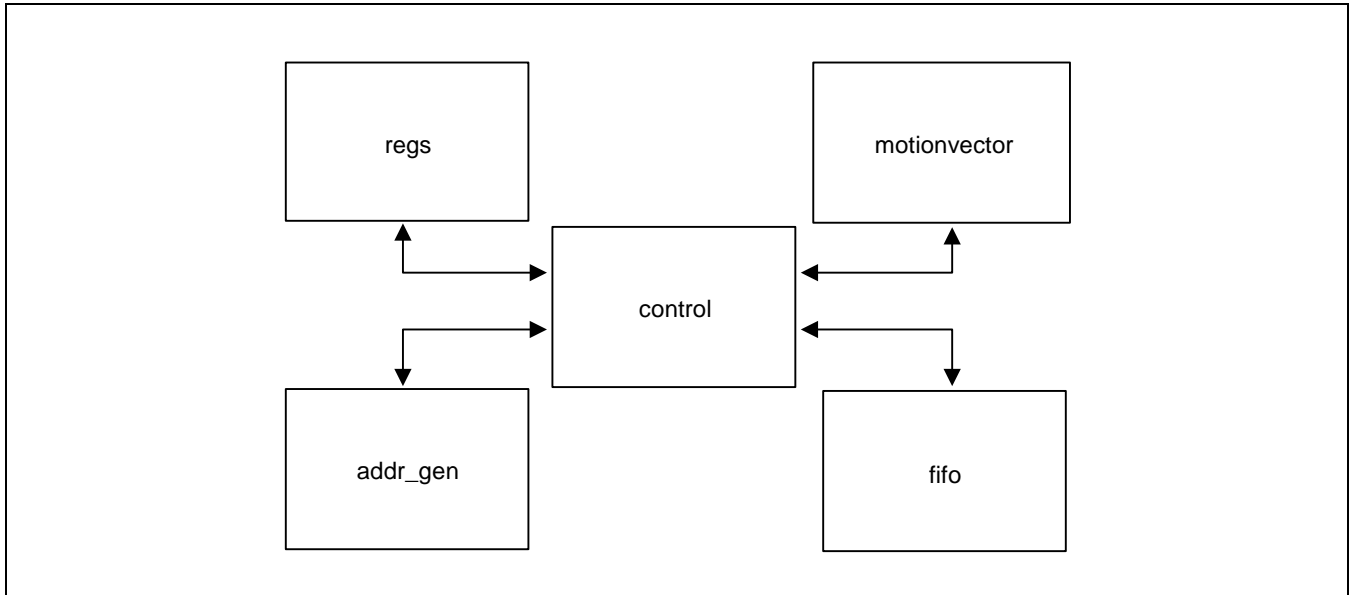 regs
motionvector
control
addr_gen
fifo